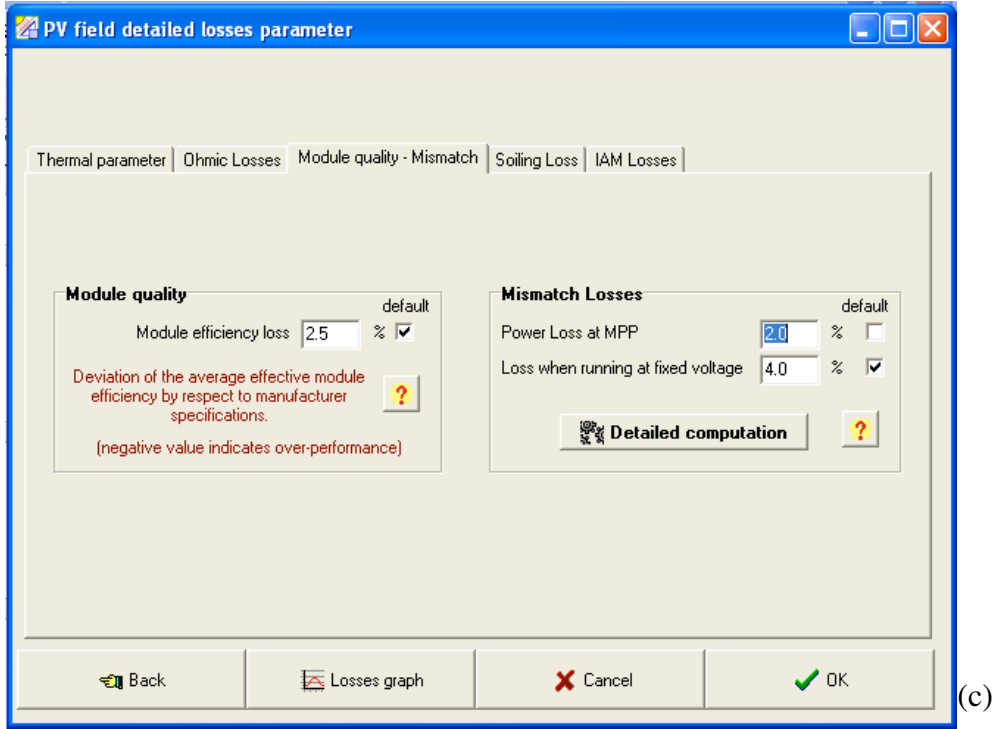 PV field detailed losses parameter
Thermal parameter Ohmic Losses Module quality - Mismatch Soiling Loss IAM Losses
Module quality
default
Module efficiency loss 2.5 %
Deviation of the average effective module
efficiency by respect to manufacturer
specifications.
(negative value indicates over-performance)
?
Mismatch Losses
default
Power Loss at MPP 2.0 %
Loss when running at fixed voltage 4.0 %
Detailed computation ?
Back Losses graph Cancel OK
(c)